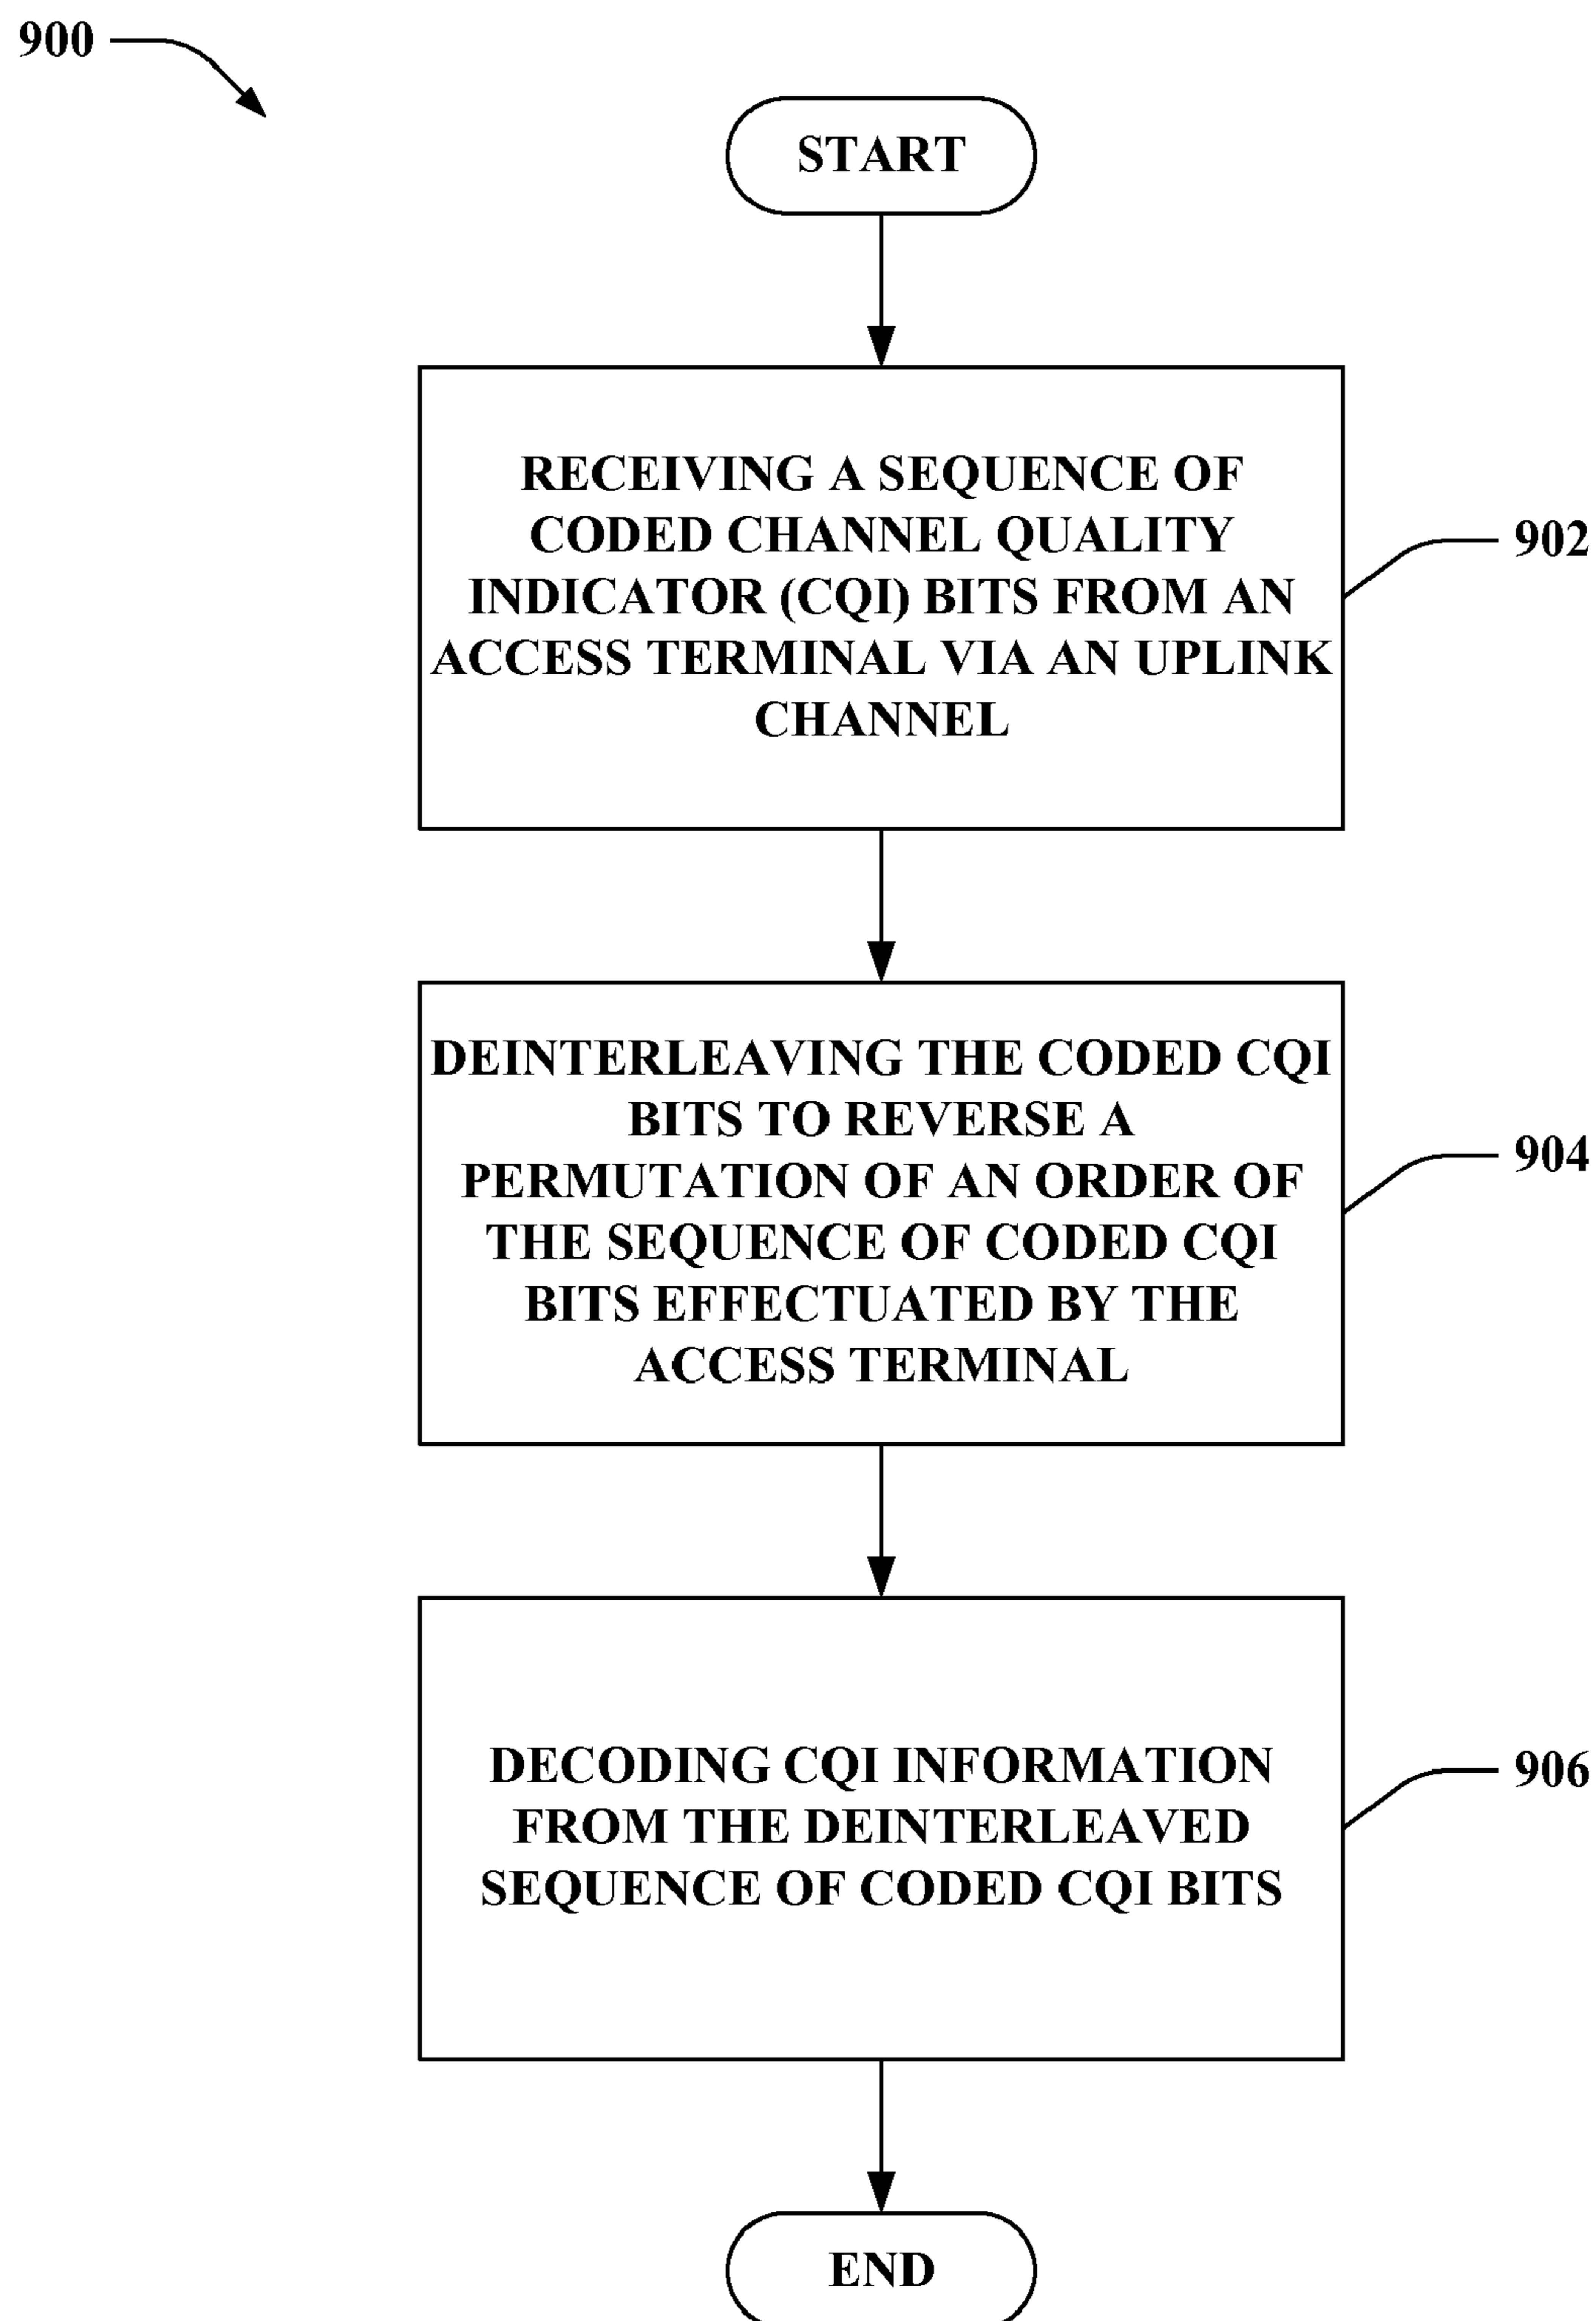 900
START
RECEIVING A SEQUENCE OF
CODED CHANNEL QUALITY
INDICATOR (CQI) BITS FROM AN
ACCESS TERMINAL VIA AN UPLINK
CHANNEL
902
DEINTERLEAVING THE CODED CQI
BITS TO REVERSE A
PERMUTATION OF AN ORDER OF
THE SEQUENCE OF CODED CQI
BITS EFFECTUATED BY THE
ACCESS TERMINAL
904
DECODING CQI INFORMATION
FROM THE DEINTERLEAVED
SEQUENCE OF CODED CQI BITS
906
END